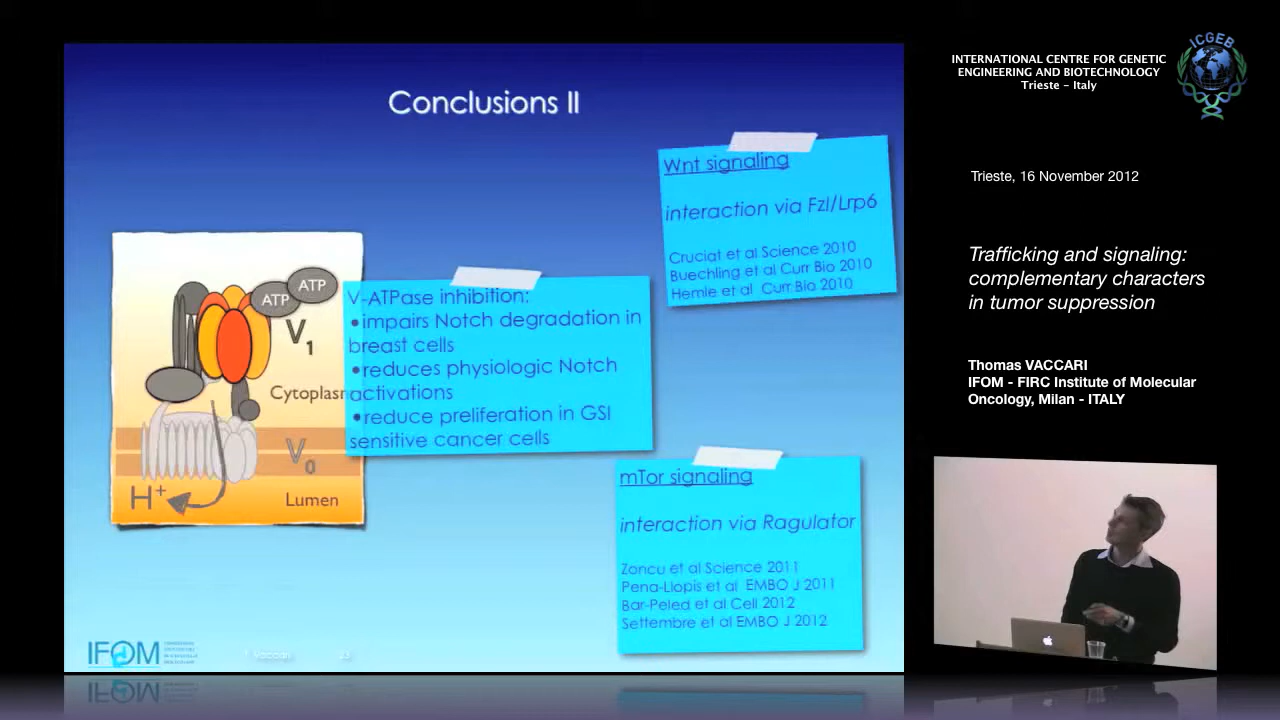 Conclusions II
Wnt signaling
interaction via Fzl/Lrp6
Cruciat et al Science 2010
Buechling et al Curr Bio 2010
Hemle et al Curr Bio 2010
ATP
ATP
V1
Cytoplasm
V0
H+
Lumen
V-ATPase inhibition:
•impairs Notch degradation in
breast cells
•reduces physiologic Notch
activations
•reduce preliferation in GSI
sensitive cancer cells
mTor signaling
interaction via Ragulator
Zoncu et al Science 2011
Pena-Llopis et al EMBO J 2011
Bar-Peled et al Cell 2012
Settembre et al EMBO J 2012
IFOM
T Vaccari
INTERNATIONAL CENTRE FOR GENETIC
ENGINEERING AND BIOTECHNOLOGY
Trieste - Italy
ICGEB
Trieste, 16 November 2012
Trafficking and signaling:
complementary characters
in tumor suppression
Thomas VACCARI
IFOM - FIRC Institute of Molecular
Oncology, Milan - ITALY